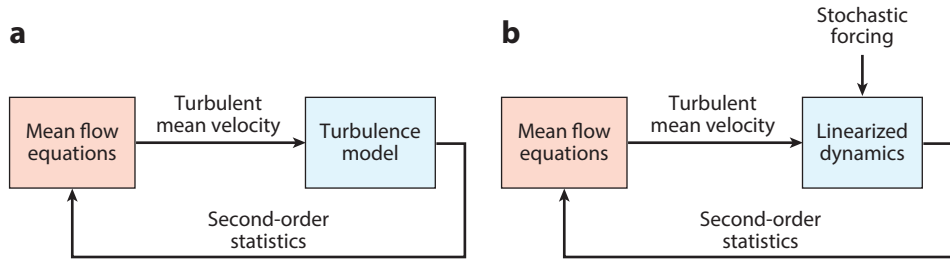 a
Mean flow
equations
Turbulent
mean velocity
Turbulence
model
Second-order
statistics
b
Stochastic
forcing
Mean flow
equations
Turbulent
mean velocity
Linearized
dynamics
Second-order
statistics